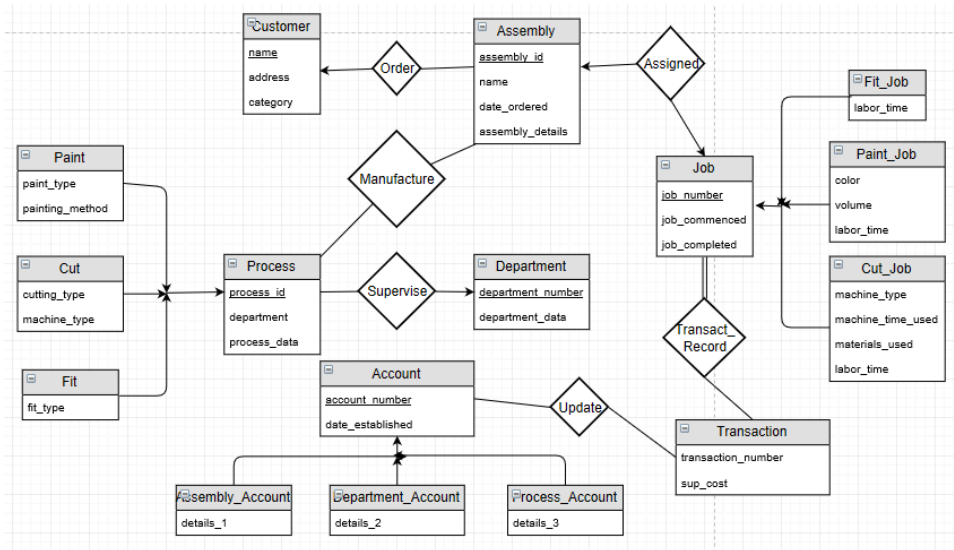 Customer
name
address
category
Order
Assembly
assembly_id
name
date_ordered
assembly_details
Assigned
Fit_Job
labor_time
Paint
paint_type
painting_method
Manufacture
Job
job_number
job_commenced
job_completed
Paint_Job
color
volume
labor_time
Cut
cutting_type
machine_type
Process
process_id
department
process_data
Supervise
Department
department_number
department_data
Cut_Job
machine_type
machine_time_used
materials_used
labor_time
Transact_
Record
Fit
fit_type
Account
account_number
date_established
Update
Transaction
transaction_number
sup_cost
Assembly_Account
details_1
Department_Account
details_2
Process_Account
details_3